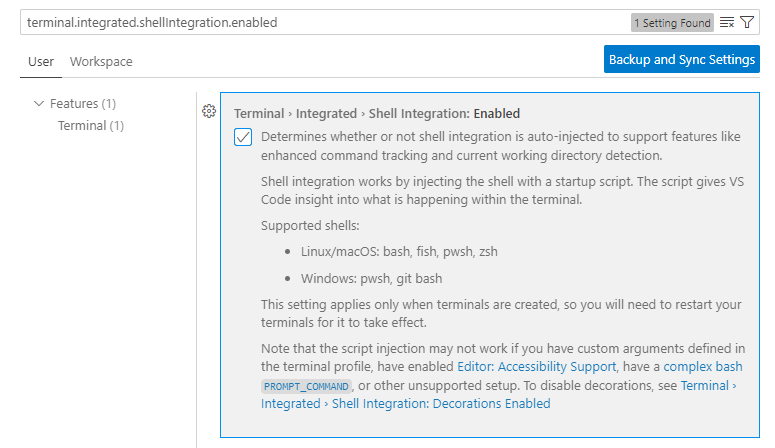 terminal.integrated.shellIntegration.enabled
1 Setting Found
User Workspace
Backup and Sync Settings
Features (1)
Terminal (1)
Terminal › Integrated › Shell Integration: Enabled
Determines whether or not shell integration is auto-injected to support features like
enhanced command tracking and current working directory detection.
Shell integration works by injecting the shell with a startup script. The script gives VS
Code insight into what is happening within the terminal.
Supported shells:
• Linux/macOS: bash, fish, pwsh, zsh
• Windows: pwsh, git bash
This setting applies only when terminals are created, so you will need to restart your
terminals for it to take effect.
Note that the script injection may not work if you have custom arguments defined in
the terminal profile, have enabled Editor: Accessibility Support, have a complex bash
PROMPT_COMMAND, or other unsupported setup. To disable decorations, see Terminal ›
Integrated › Shell Integration: Decorations Enabled